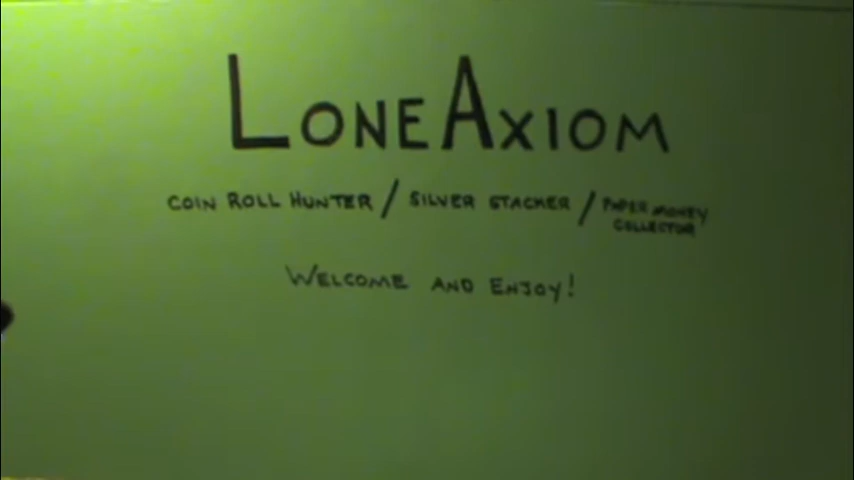 LONEAXIOM
COIN ROLL HUNTER / SILVER STACKER / PAPER MONEY
COLLECTOR
WELCOME AND ENJOY!